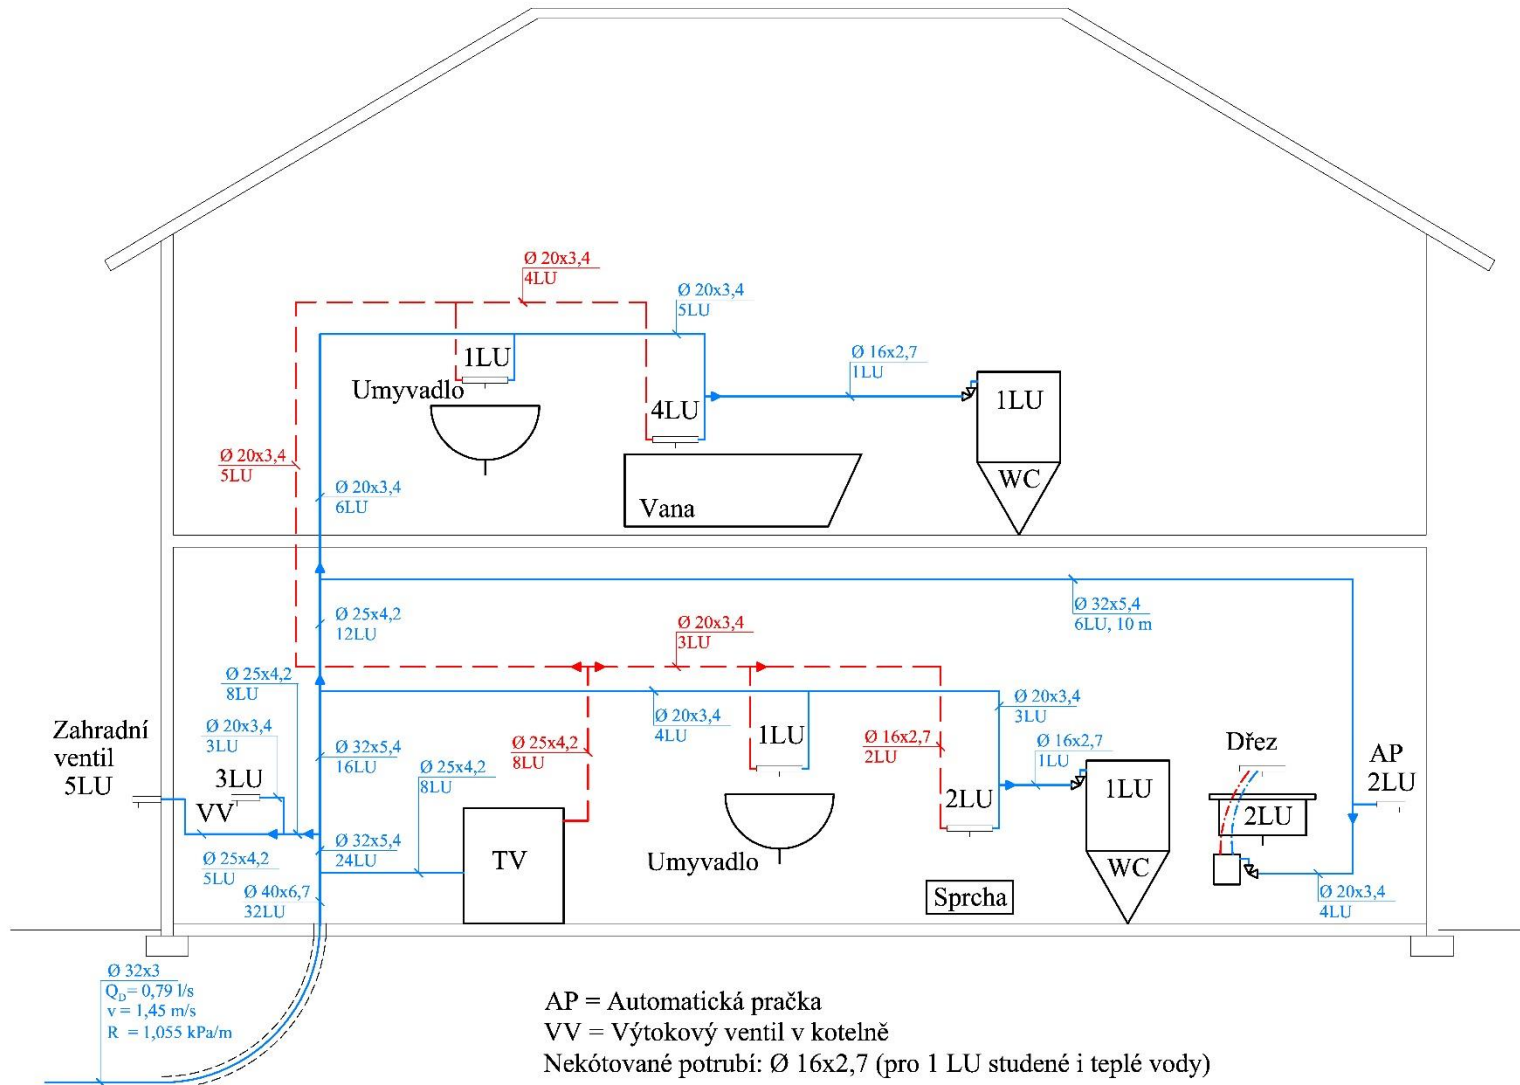 Ø 20x3,4
4LU
Ø 20x3,4
5LU
1LU
Umyvadlo
Ø 16x2,7
1LU
4LU
1LU
WC
Vana
Ø 20x3,4
5LU
Ø 20x3,4
6LU
Ø 32x5,4
6LU, 10 m
Ø 25x4,2
12LU
Ø 20x3,4
3LU
Ø 25x4,2
8LU
Ø 20x3,4
3LU
Zahradní
ventil
5LU
3LU
VV
Ø 32x5,4
16LU
Ø 25x4,2
8LU
Ø 25x4,2
8LU
Ø 20x3,4
4LU
1LU
Umyvadlo
Ø 16x2,7
2LU
Ø 20x3,4
3LU
Ø 16x2,7
1LU
2LU
1LU
WC
Dřez
2LU
AP
2LU
Ø 20x3,4
4LU
Ø 25x4,2
5LU
Ø 32x5,4
24LU
Ø 40x6,7
32LU
TV
Sprcha
Ø 32x3
QD= 0,79 l/s
v = 1,45 m/s
R = 1,055 kPa/m
AP = Automatická pračka
VV = Výtokový ventil v kotelně
Nekótované potrubí: Ø 16x2,7 (pro 1 LU studené i teplé vody)